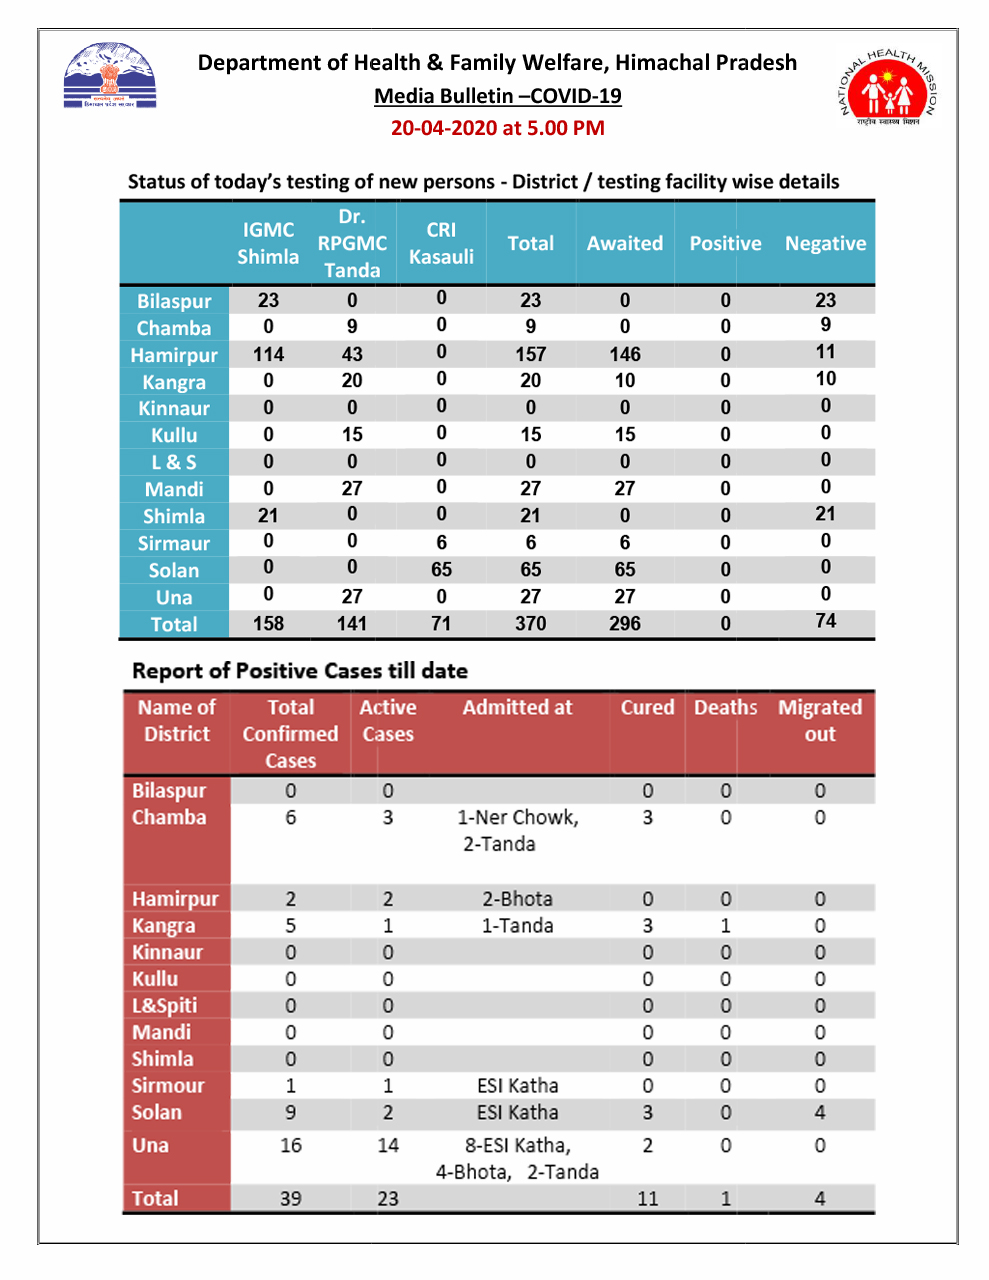 Department of Health & Family Welfare, Himachal Pradesh
Media Bulletin –COVID-19
20-04-2020 at 5.00 PM
NATIONAL HEALTH MISSION
राष्ट्रीय स्वास्थ्य मिशन
Status of today's testing of new persons - District / testing facility wise details
IGMC Shimla Dr. RPGMC Tanda CRI Kasauli Total Awaited Positive Negative
Bilaspur 23 0 0 23 0 0 23
Chamba 0 9 0 9 0 0 9
Hamirpur 114 43 0 157 146 0 11
Kangra 0 20 0 20 10 0 10
Kinnaur 0 0 0 0 0 0 0
Kullu 0 15 0 15 15 0 0
L & S 0 0 0 0 0 0 0
Mandi 0 27 0 27 27 0 0
Shimla 21 0 0 21 0 0 21
Sirmaur 0 0 6 6 6 0 0
Solan 0 0 65 65 65 0 0
Una 0 27 0 27 27 0 0
Total 158 141 71 370 296 0 74
Report of Positive Cases till date
Name of District Total Confirmed Cases Active Cases Admitted at Cured Deaths Migrated out
Bilaspur 0 0 0 0 0
Chamba 6 3 1-Ner Chowk, 3 0 0
2-Tanda
Hamirpur 2 2 2-Bhota 0 0 0
Kangra 5 1 1-Tanda 3 1 0
Kinnaur 0 0 0 0 0
Kullu 0 0 0 0 0
L&Spiti 0 0 0 0 0
Mandi 0 0 0 0 0
Shimla 0 0 0 0 0
Sirmour 1 1 ESI Katha 0 0 0
Solan 9 2 ESI Katha 3 0 4
Una 16 14 8-ESI Katha, 2 0 0
4-Bhota, 2-Tanda
Total 39 23 11 1 4